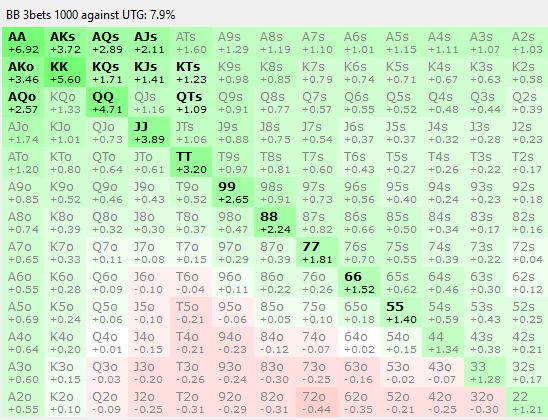 BB 3bets 1000 against UTG: 7.9%
AA AKs AQs AJs ATs A9s A8s A7s A6s A5s A4s A3s A2s
+6.92 +3.72 +2.89 +2.11 +1.60 +1.29 +1.19 +1.10 +1.01 +1.15 +1.11 +1.07 +1.03
AKo KK KQs KJs KTs K9s K8s K7s K6s K5s K4s K3s K2s
+3.46 +5.60 +1.71 +1.41 +1.23 +0.98 +0.85 +0.79 +0.74 +0.71 +0.67 +0.63 +0.58
AQo KQo QQ QJs QTs Q9s Q8s Q7s Q6s Q5s Q4s Q3s Q2s
+2.57 +1.33 +4.71 +1.16 +1.09 +0.91 +0.77 +0.57 +0.55 +0.52 +0.48 +0.44 +0.39
AJo KJo QJo JJ JTs J9s J8s J7s J6s J5s J4s J3s J2s
+1.74 +1.01 +0.73 +3.89 +1.06 +0.88 +0.75 +0.54 +0.37 +0.37 +0.32 +0.28 +0.23
ATo KTo QTo JTo TT T9s T8s T7s T6s T5s T4s T3s T2s
+1.20 +0.80 +0.64 +0.61 +3.20 +0.97 +0.81 +0.60 +0.43 +0.27 +0.26 +0.22 +0.17
A9o K9o Q9o J9o T9o 99 98s 97s 96s 95s 94s 93s 92s
+0.85 +0.52 +0.46 +0.43 +0.52 +2.65 +0.91 +0.73 +0.56 +0.40 +0.24 +0.23 +0.18
A8o K8o Q8o J8o T8o 98o 88 87s 86s 85s 84s 83s 82s
+0.74 +0.39 +0.32 +0.30 +0.37 +0.47 +2.24 +0.82 +0.66 +0.50 +0.34 +0.17 +0.16
A7o K7o Q7o J7o T7o 97o 87o 77 76s 75s 74s 73s 72s
+0.65 +0.33 +0.11 +0.08 +0.15 +0.29 +0.39 +1.81 +0.70 +0.55 +0.39 +0.22 +0.04
A6o K6o Q6o J6o T6o 96o 86o 76o 66 65s 64s 63s 62s
+0.55 +0.28 +0.09 -0.10 -0.04 +0.11 +0.22 +0.26 +1.52 +0.62 +0.46 +0.30 +0.12
A5o K5o Q5o J5o T5o 95o 85o 75o 65o 55 54s 53s 52s
+0.69 +0.24 +0.06 -0.10 -0.21 -0.06 +0.05 +0.10 +0.18 +1.40 +0.59 +0.43 +0.25
A4o K4o Q4o J4o T4o 94o 84o 74o 64o 54o 44 43s 42s
+0.64 +0.20 +0.01 -0.15 -0.21 -0.23 -0.12 -0.07 +0.02 +0.15 +1.34 +0.38 +0.21
A3o K3o Q3o J3o T3o 93o 83o 73o 63o 53o 43o 33 32s
+0.60 +0.15 -0.03 -0.20 -0.26 -0.24 -0.30 -0.25 -0.16 -0.02 -0.07 +1.28 +0.17
A2o K2o Q2o J2o T2o 92o 82o 72o 62o 52o 42o 32o 22
+0.55 +0.10 -0.09 -0.25 -0.31 -0.29 -0.31 -0.44 -0.35 -0.21 -0.25 -0.30 +1.21